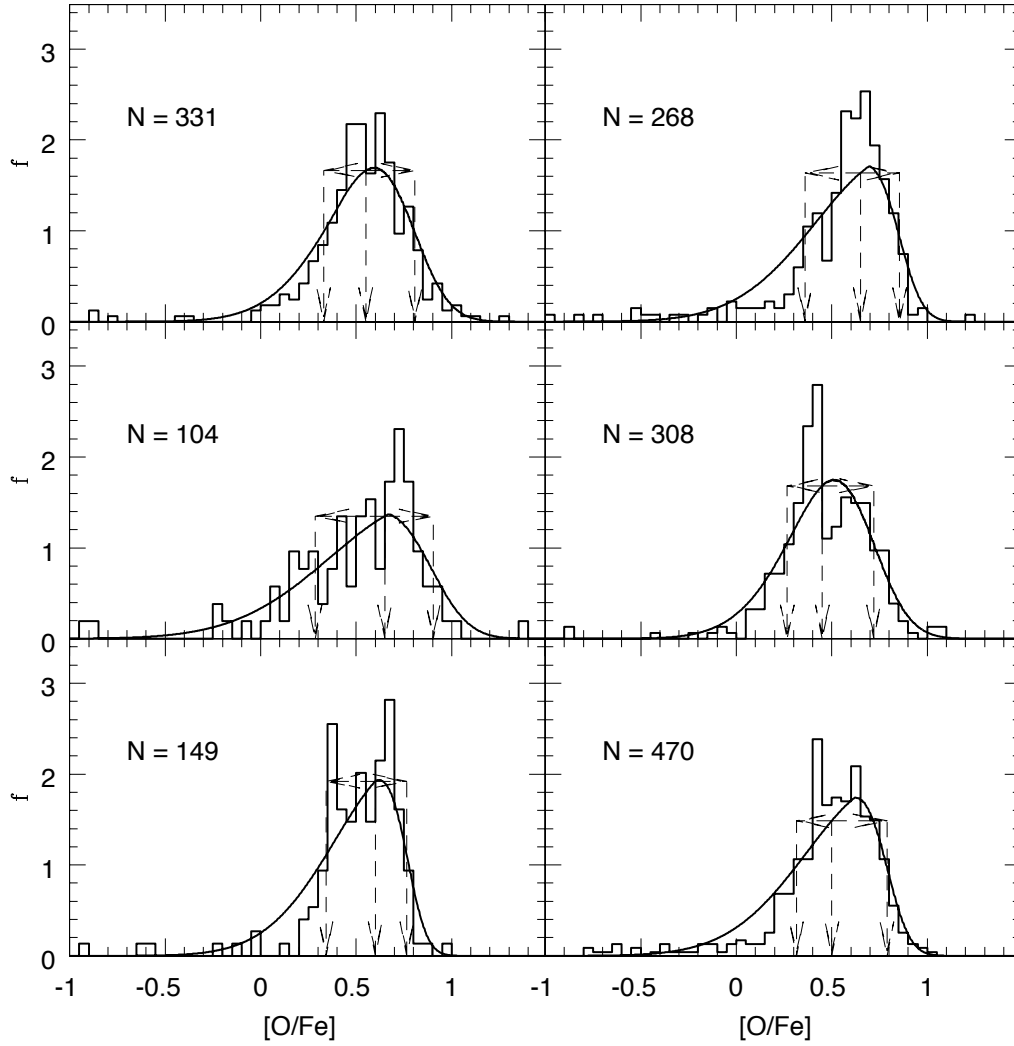 3
2
1
0
f
N = 331
N = 268
3
2
1
0
N = 104
N = 308
3
2
1
0
f
N = 149
N = 470
-1 -0.5 0 0.5 1 -1 -0.5 0 0.5 1
[O/Fe] [O/Fe]